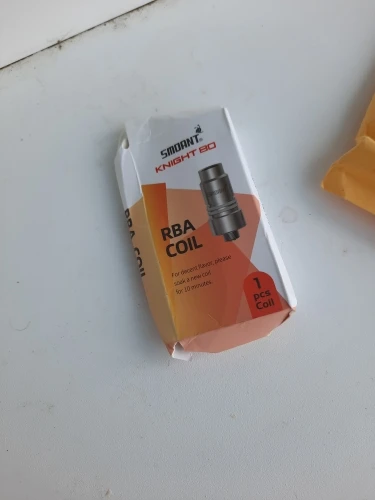 SMOANT
KNIGHT 80
RBA
COIL
For decent flavor, please
soak a new coil
for 10 minutes
1
pcs
Coil
RBA COIL